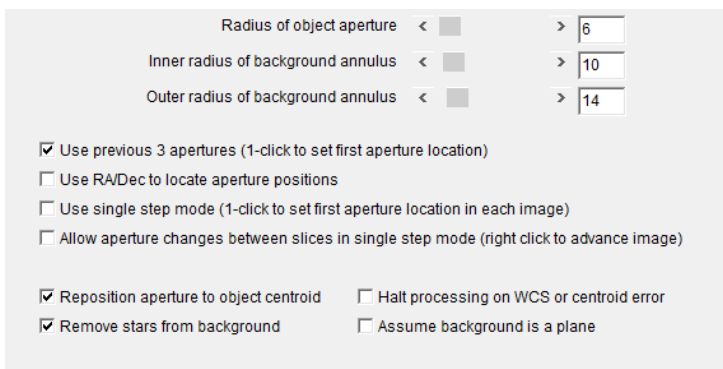 Radius of object aperture < > 6
Inner radius of background annulus < > 10
Outer radius of background annulus < > 14
Use previous 3 apertures (1-click to set first aperture location)
Use RA/Dec to locate aperture positions
Use single step mode (1-click to set first aperture location in each image)
Allow aperture changes between slices in single step mode (right click to advance image)
Reposition aperture to object centroid Halt processing on WCS or centroid error
Remove stars from background Assume background is a plane